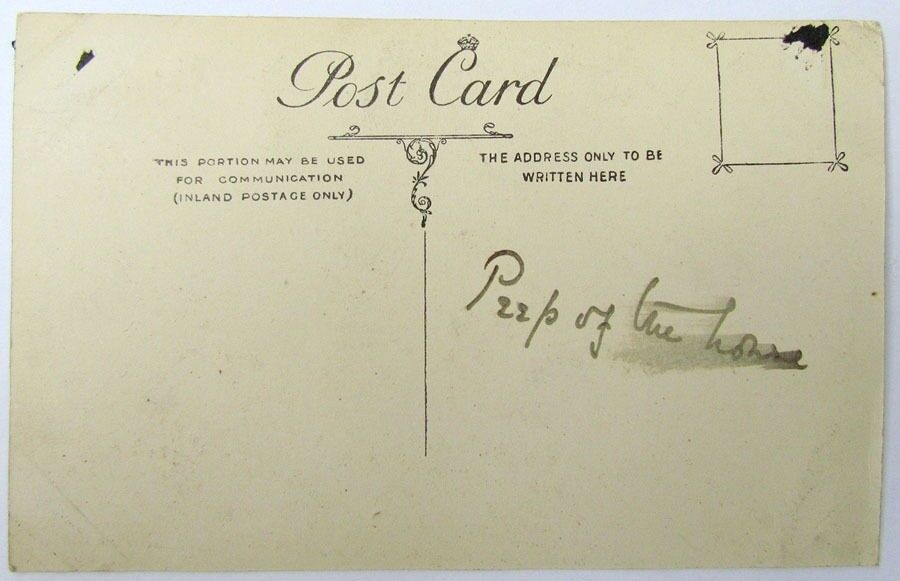 Post Card
THIS PORTION MAY BE USED
FOR COMMUNICATION
(INLAND POSTAGE ONLY)
THE ADDRESS ONLY TO BE
WRITTEN HERE
Peep of the house